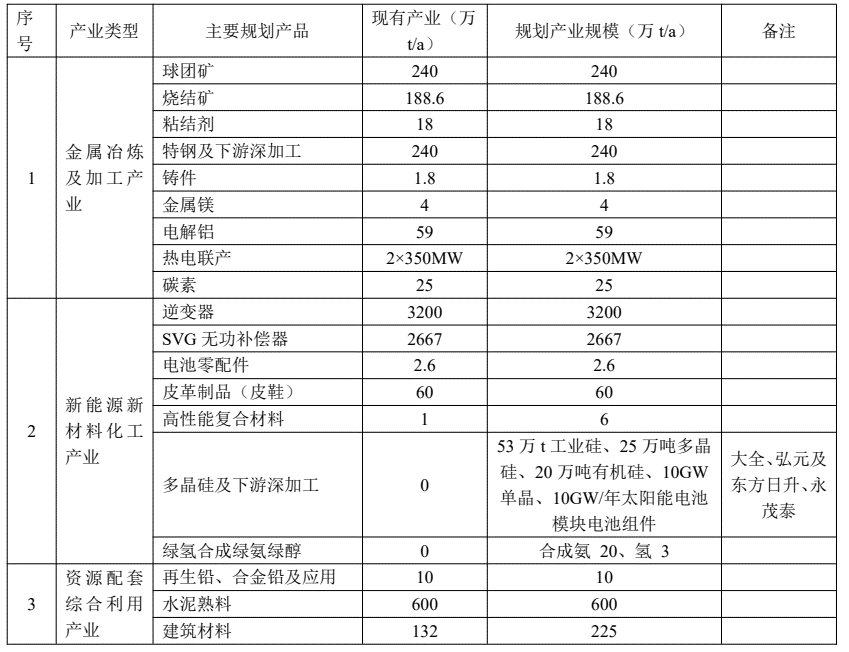 序号 产业类型 主要规划产品 现有产业（万t/a） 规划产业规模（万 t/a） 备注
1 金属冶炼及加工产业 球团矿 240 240
烧结矿 188.6 188.6
粘结剂 18 18
特钢及下游深加工 240 240
铸件 1.8 1.8
金属镁 4 4
电解铝 59 59
热电联产 2×350MW 2×350MW
碳素 25 25
2 新能源新材料化工产业 逆变器 3200 3200
SVG 无功补偿器 2667 2667
电池零配件 2.6 2.6
皮革制品（皮鞋） 60 60
高性能复合材料 1 6
多晶硅及下游深加工 0 53 万 t 工业硅、25 万吨多晶硅、20 万吨有机硅、10GW单晶、10GW/年太阳能电池模块电池组件 大全、弘元及东方日升、永茂泰
绿氢合成绿氨绿醇 0 合成氨 20、氢 3
3 资源配套综合利用产业 再生铅、合金铅及应用 10 10
水泥熟料 600 600
建筑材料 132 225